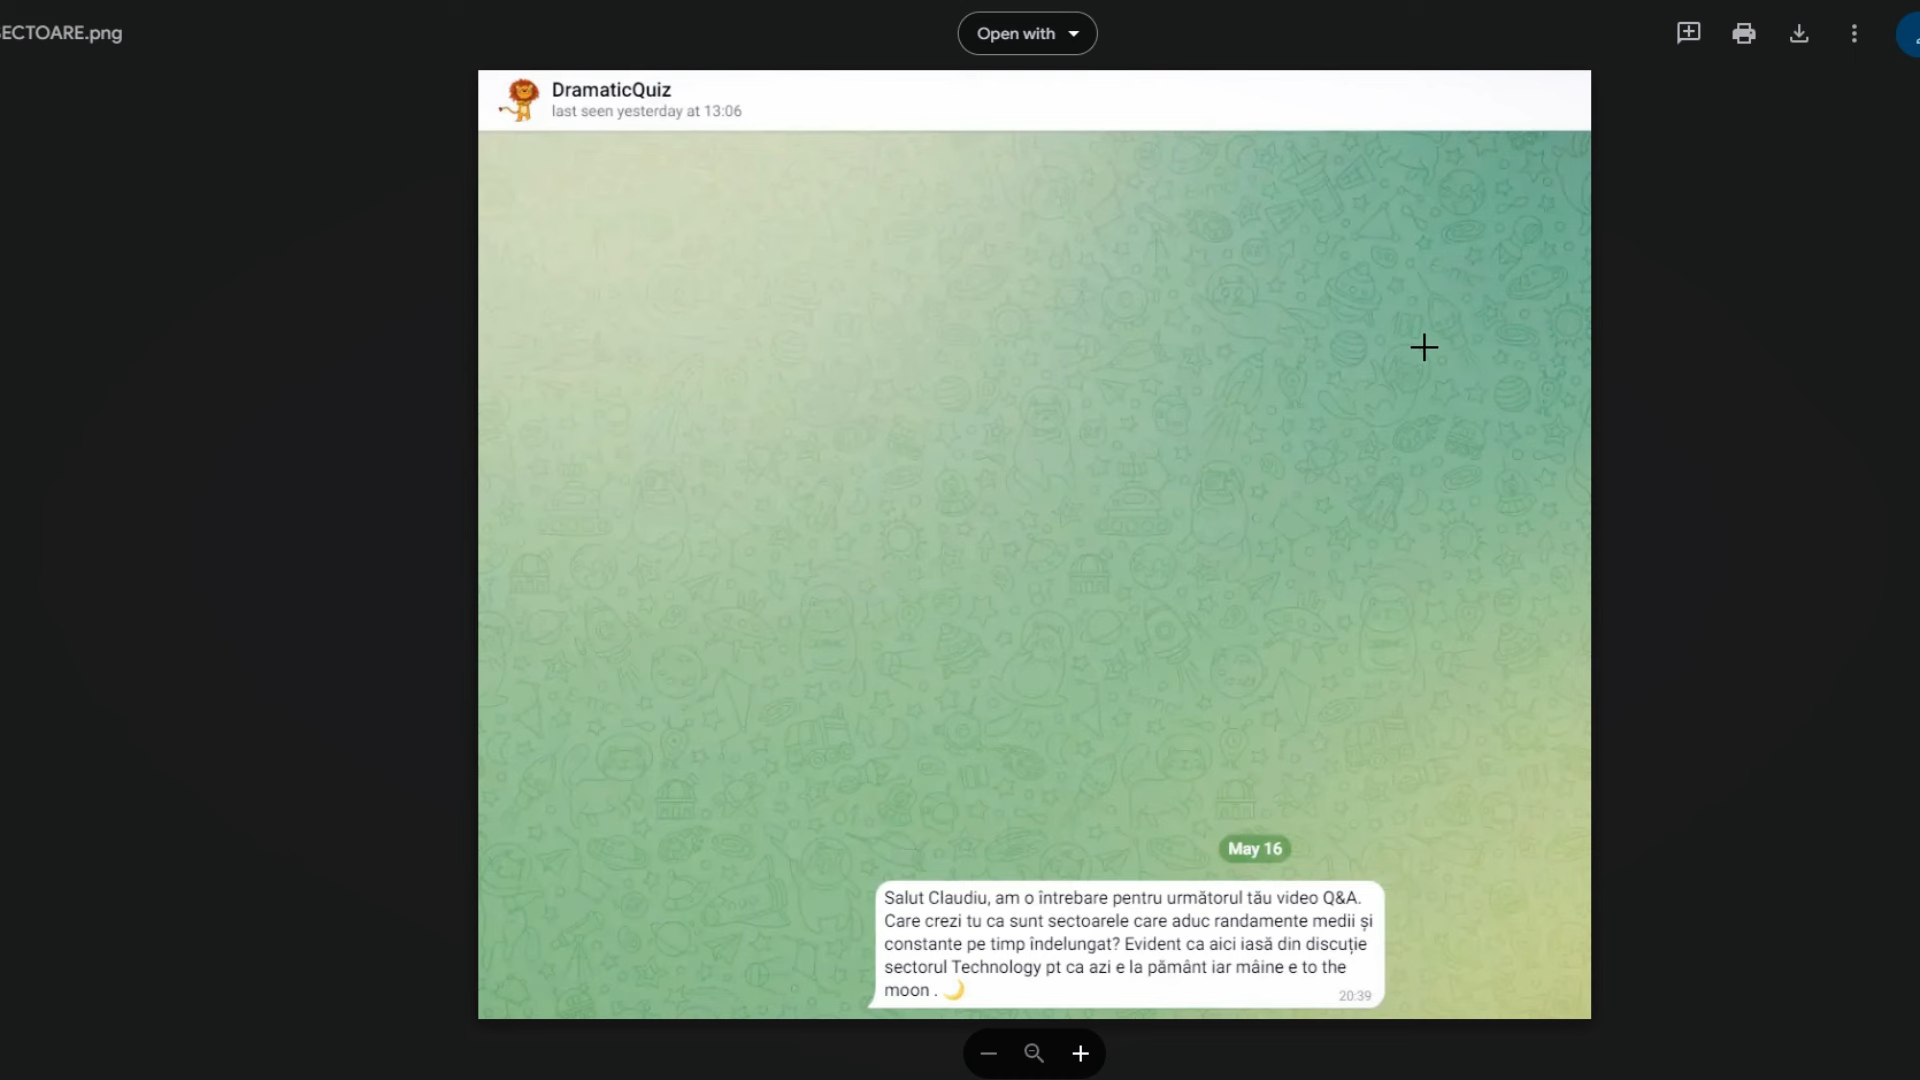 ECTOARE.png
Open with
DramaticQuiz
last seen yesterday at 13:06
May 16
Salut Claudiu, am o întrebare pentru următorul tău video Q&A.
Care crezi tu ca sunt sectoarele care aduc randamente medii și
constante pe timp îndelungat? Evident ca aici iasă din discuție
sectorul Technology pt ca azi e la pământ iar mâine e to the
moon . 🌙
20:39